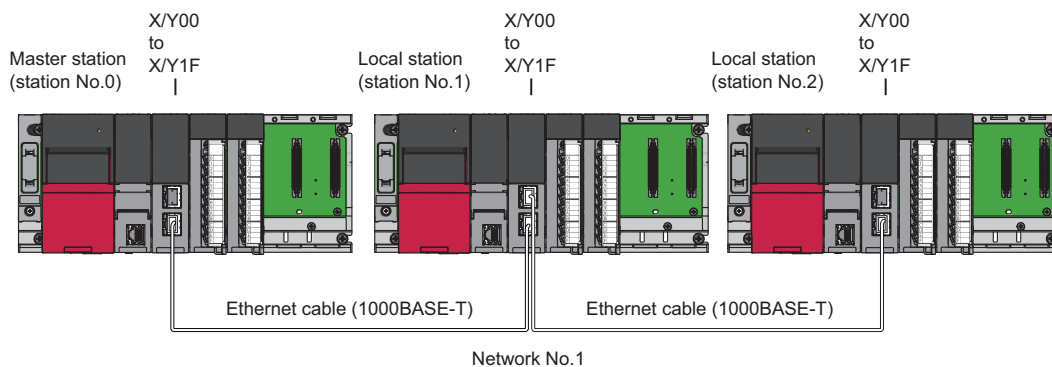 X/Y00
to
X/Y1F
Master station
(station No.0)
X/Y00
to
X/Y1F
Local station
(station No.1)
X/Y00
to
X/Y1F
Local station
(station No.2)
Ethernet cable (1000BASE-T)
Ethernet cable (1000BASE-T)
Network No.1